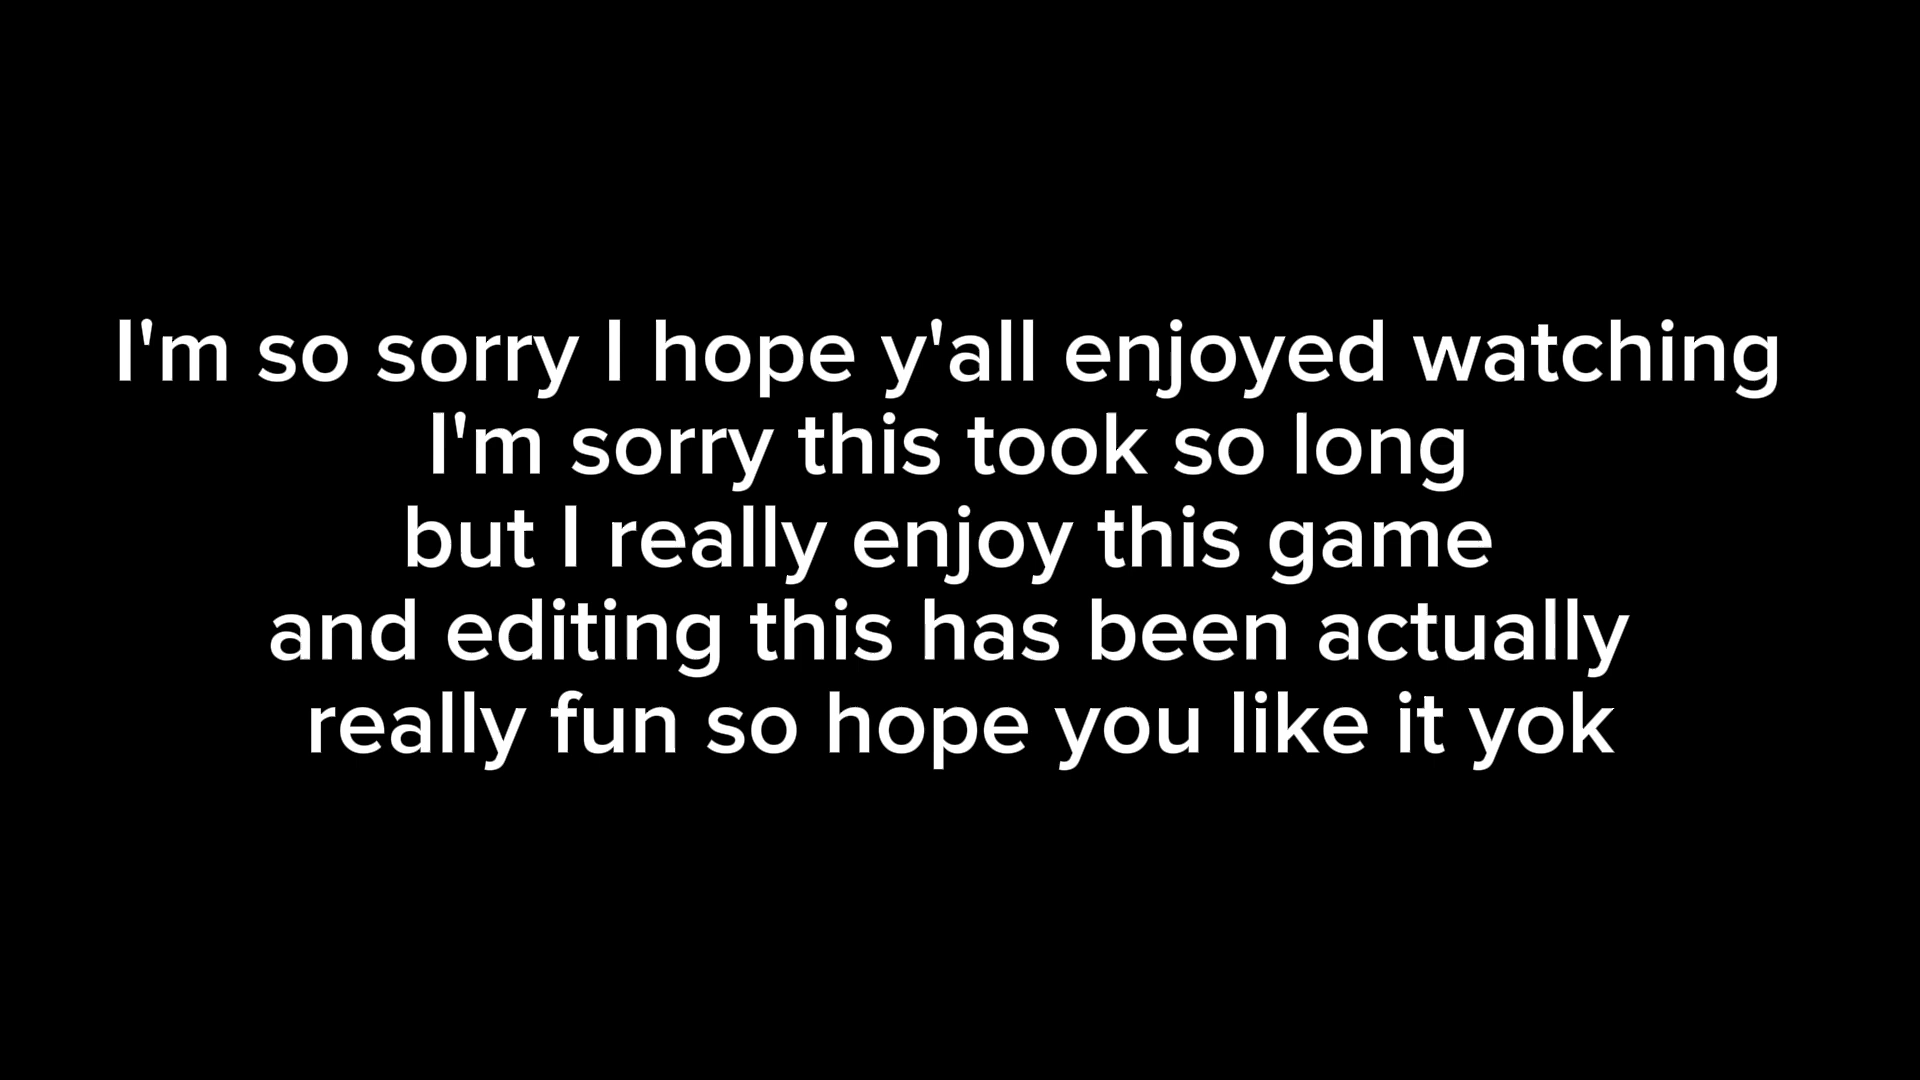 I'm so sorry I hope y'all enjoyed watching
I'm sorry this took so long
but I really enjoy this game
and editing this has been actually
really fun so hope you like it yok